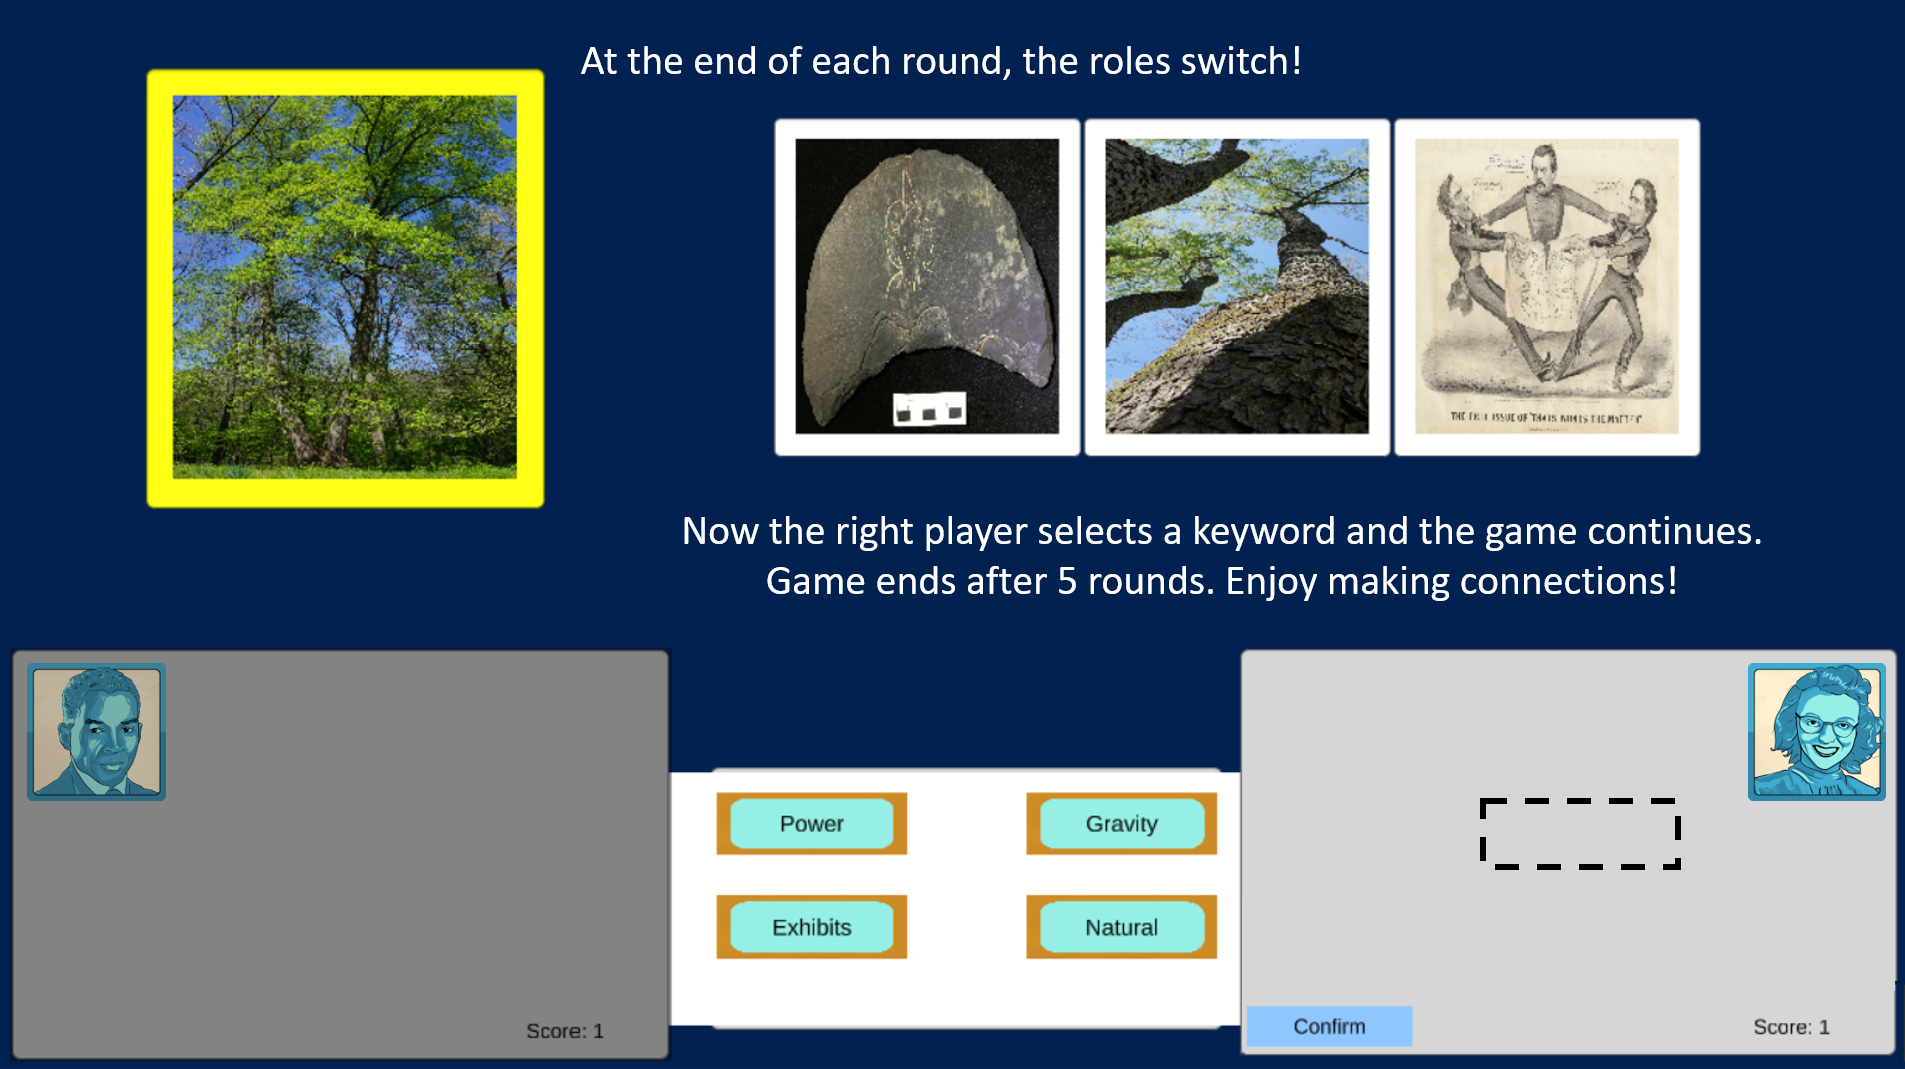 At the end of each round, the roles switch!
Now the right player selects a keyword and the game continues.
Game ends after 5 rounds. Enjoy making connections!
Power
Gravity
Exhibits
Natural
Score: 1
Confirm
Score: 1